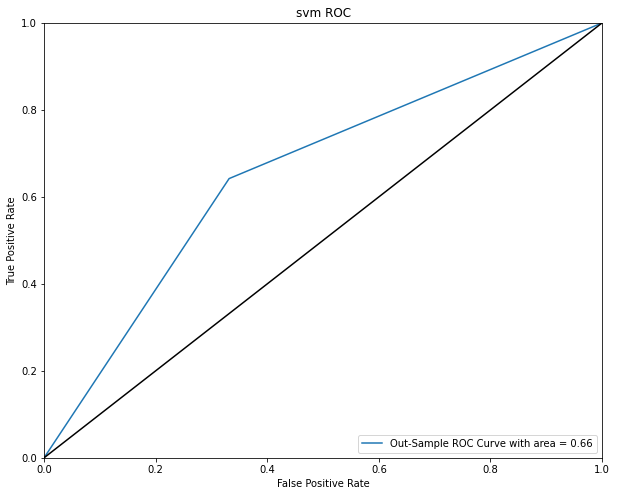 svm ROC
1.0
0.8
0.6
0.4
0.2
0.0
True Positive Rate
Out-Sample ROC Curve with area = 0.66
0.0 0.2 0.4 0.6 0.8 1.0
False Positive Rate